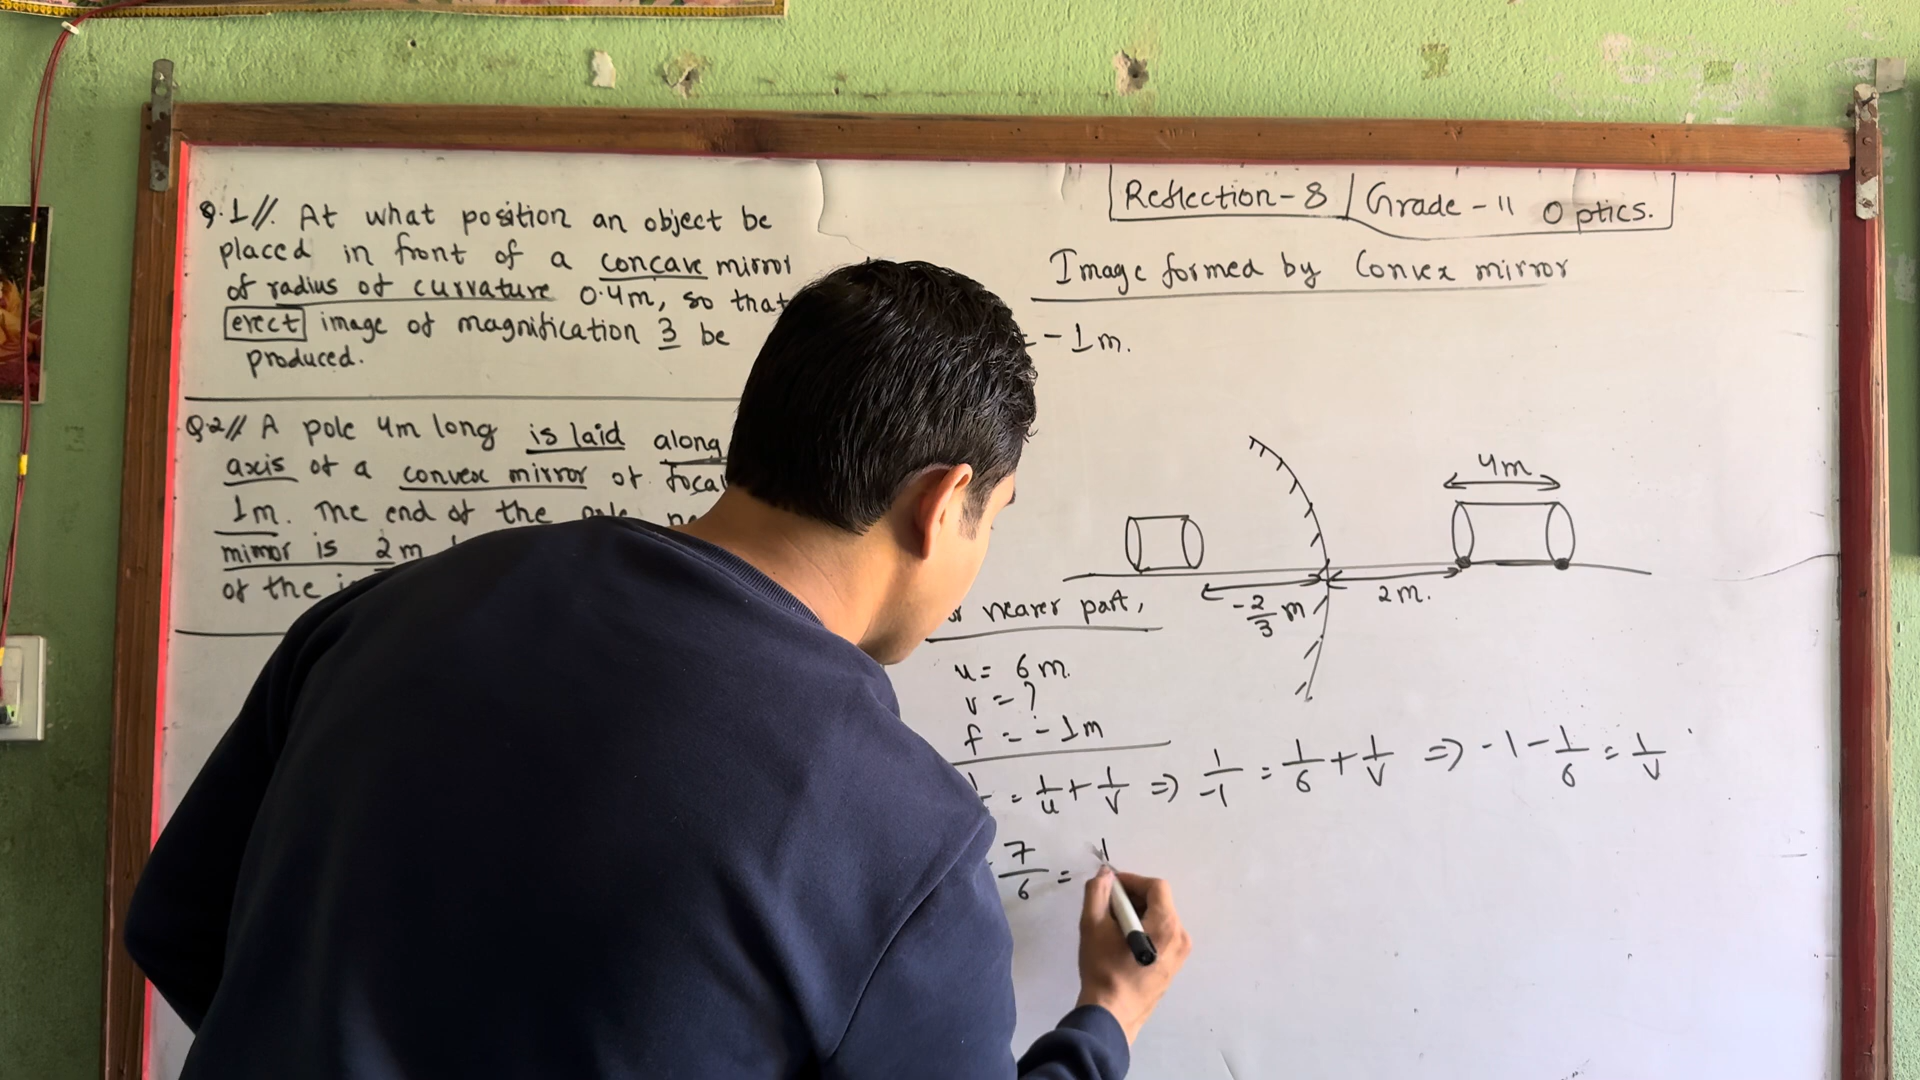 Reflection-8 | Grade-11 Optics.
Q.1//. At what position an object be
placed in front of a concave mirror
of radius of curvature 0.4m, so that
erect image of magnification 3 be
produced.
Q.2// A pole 4m long is laid along
axis of a convex mirror of focal
1m. The end of the pole
mirror is 2m
of the
Image formed by Convex mirror
= -1m.
4m
-2/3 m
2m.
nearer part,
u = 6m.
v = ?
f = -1m
= 1/u + 1/v => 1/-1 = 1/6 + 1/v => -1 - 1/6 = 1/v
7/6 = 1